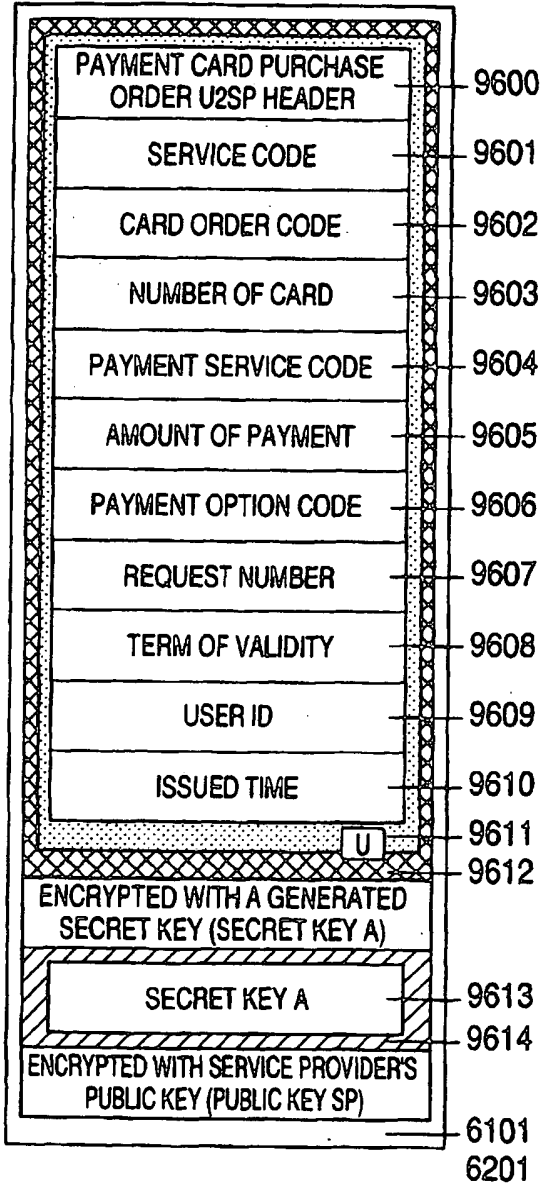 PAYMENT CARD PURCHASE
ORDER U2SP HEADER
9600
SERVICE CODE
9601
CARD ORDER CODE
9602
NUMBER OF CARD
9603
PAYMENT SERVICE CODE
9604
AMOUNT OF PAYMENT
9605
PAYMENT OPTION CODE
9606
REQUEST NUMBER
9607
TERM OF VALIDITY
9608
USER ID
9609
ISSUED TIME
9610
U
9611
9612
ENCRYPTED WITH A GENERATED
SECRET KEY (SECRET KEY A)
SECRET KEY A
9613
9614
ENCRYPTED WITH SERVICE PROVIDER'S
PUBLIC KEY (PUBLIC KEY SP)
6101
6201